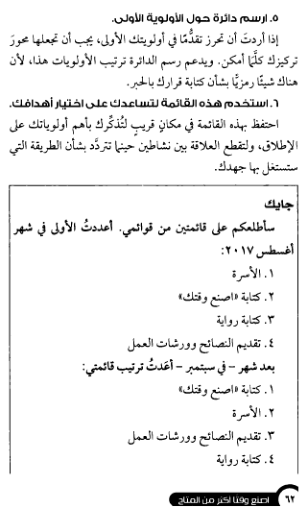 ٥. ارسم دائرة حول الأولوية الأولى.
إذا أردتَ أن تحرز تقدُّمًا في أولويتك الأولى، يجب أن تجعلها محورَ
تركيزك كلَّما أمكن. ويدعم رسم الدائرة ترتيب الأولويات هذا، لأن
هناك شيئًا رمزيًّا بشأن كتابة قرارك بالحبر.
٦. استخدم هذه القائمة لتساعدك على اختيار أهدافك.
احتفظ بهذه القائمة في مكانٍ قريبٍ لتُذكِّرك بأهم أولوياتك على
الإطلاق، ولتقطع العلاقة بين نشاطين حينما تتردَّد بشأن الطريقة التي
ستستغل بها جهدك.
جايك
سأطلعكم على قائمتين من قوائمي. أعددتُ الأولى في شهر
أغسطس ٢٠١٧:
١. الأسرة
٢. كتابة «اصنع وقتك»
٣. كتابة رواية
٤. تقديم النصائح وورشات العمل
بعد شهر – في سبتمبر – أعَدتُ ترتيب قائمتي:
١. كتابة «اصنع وقتك»
٢. الأسرة
٣. تقديم النصائح وورشات العمل
٤. كتابة رواية
٦٢ اصنع وقتًا أكثر من المتاح